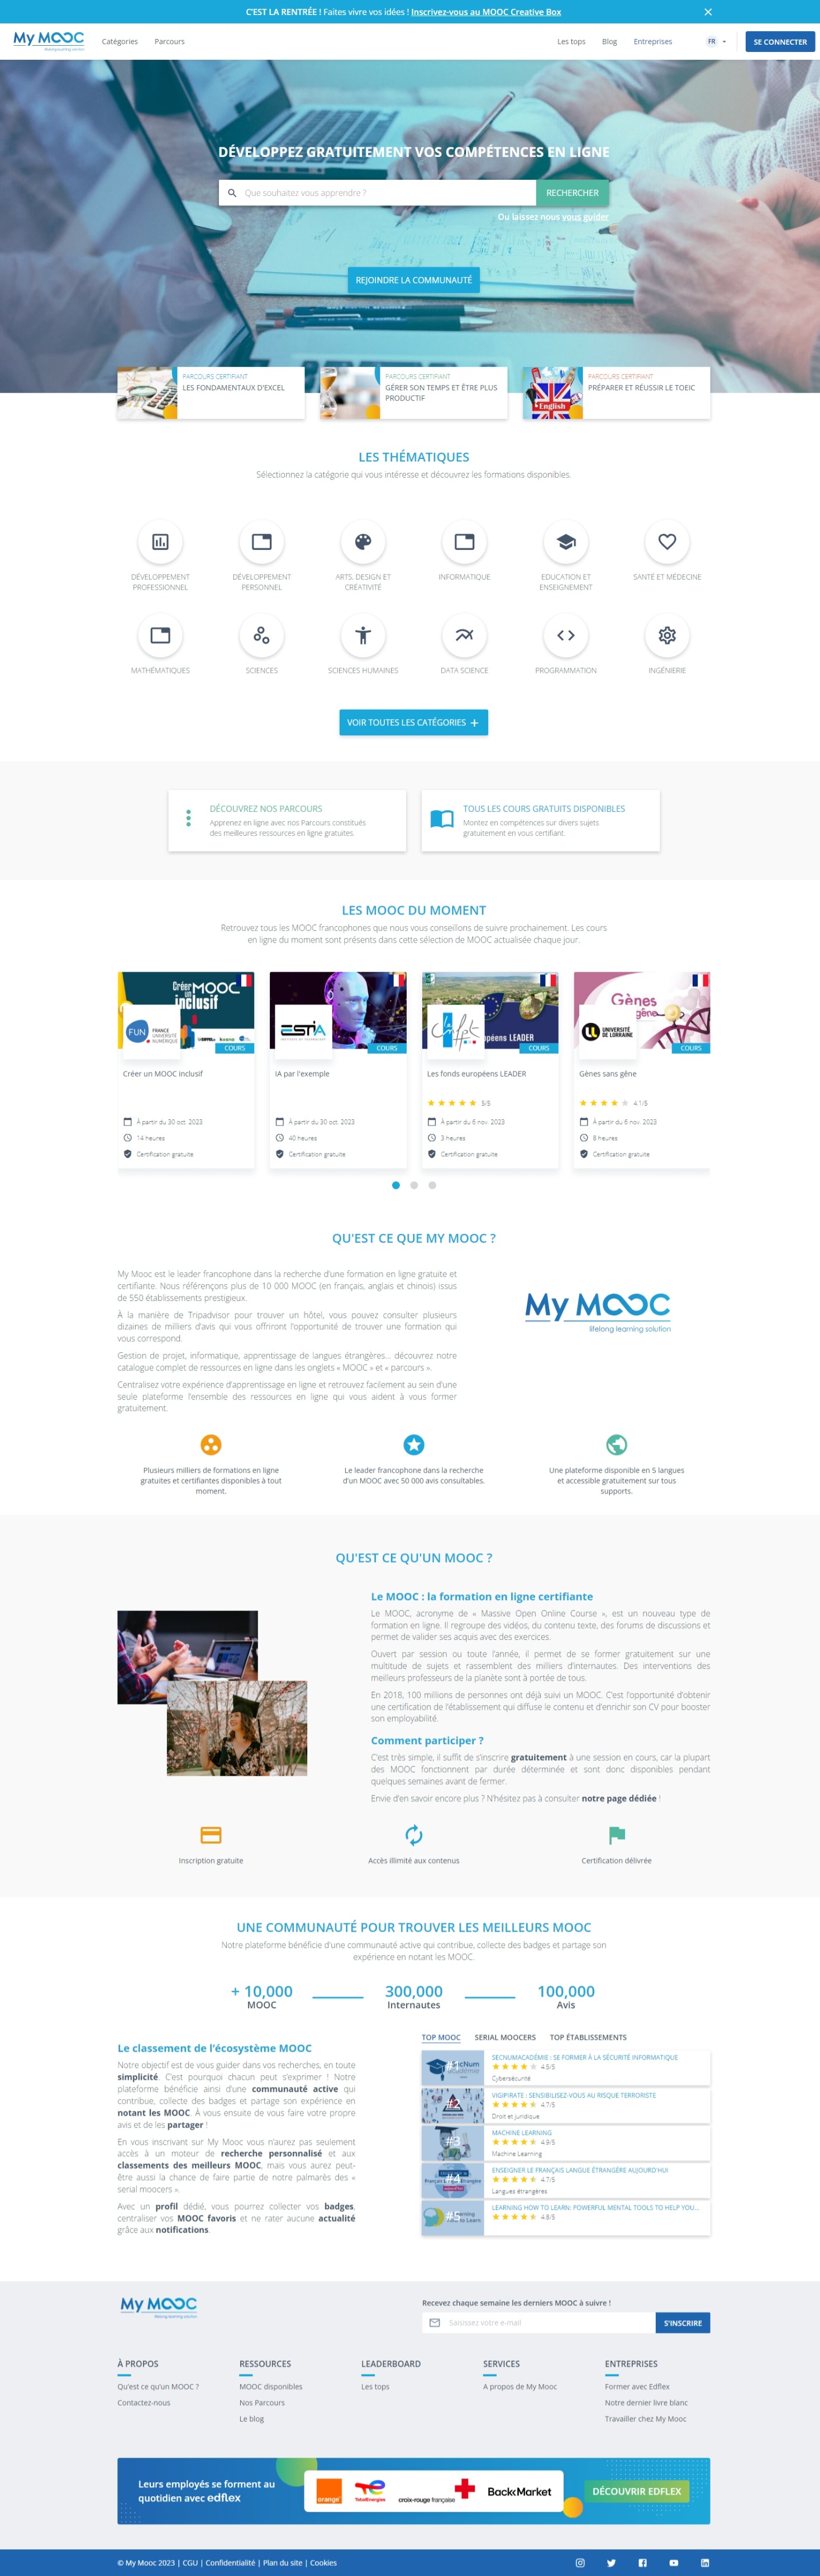 C'EST LA RENTRÉE ! Faites vivre vos idées ! Inscrivez-vous au MOOC Creative Box
My MOOC
Catégories
Parcours
Les tops
Blog
Entreprises
FR
SE CONNECTER
DÉVELOPPEZ GRATUITEMENT VOS COMPÉTENCES EN LIGNE
Que souhaitez vous apprendre ?
RECHERCHER
Ou laissez nous vous guider
REJOINDRE LA COMMUNAUTÉ
PARCOURS CERTIFIANT
LES FONDAMENTAUX D'EXCEL
PARCOURS CERTIFIANT
GÉRER SON TEMPS ET ÊTRE PLUS
PRODUCTIF
English
PARCOURS CERTIFIANT
PRÉPARER ET RÉUSSIR LE TOEIC
LES THÉMATIQUES
Sélectionnez la catégorie qui vous intéresse et découvrez les formations disponibles.
DÉVELOPPEMENT
PROFESSIONNEL
DÉVELOPPEMENT
PERSONNEL
ARTS, DESIGN ET
CRÉATIVITÉ
INFORMATIQUE
EDUCATION ET
ENSEIGNEMENT
SANTÉ ET MÉDECINE
MATHÉMATIQUES
SCIENCES
SCIENCES HUMAINES
DATA SCIENCE
PROGRAMMATION
INGÉNIERIE
VOIR TOUTES LES CATÉGORIES +
DÉCOUVREZ NOS PARCOURS
Apprenez en ligne avec nos Parcours constitués
des meilleures ressources en ligne gratuites.
TOUS LES COURS GRATUITS DISPONIBLES
Montez en compétences sur divers sujets
gratuitement en vous certifiant.
LES MOOC DU MOMENT
Retrouvez tous les MOOC francophones que nous vous conseillons de suivre prochainement. Les cours
en ligne du moment sont présents dans cette sélection de MOOC actualisée chaque jour.
Créer un MOOC
inclusif
FUN
FRANCE
UNIVERSITÉ
NUMÉRIQUE
COURS
Créer un MOOC inclusif
À partir du 30 oct. 2023
14 heures
Certification gratuite
ESTIA
COURS
IA par l'exemple
À partir du 30 oct. 2023
40 heures
Certification gratuite
Cnfpt
LEADER
COURS
Les fonds européens LEADER
5/5
À partir du 6 nov. 2023
3 heures
Certification gratuite
Gènes
gêne
UNIVERSITÉ
DE LORRAINE
COURS
Gènes sans gêne
4.1/5
À partir du 6 nov. 2023
8 heures
Certification gratuite
QU'EST CE QUE MY MOOC ?
My Mooc est le leader francophone dans la recherche d'une formation en ligne gratuite et
certifiante. Nous référençons plus de 10 000 MOOC (en français, anglais et chinois) issus
de 550 établissements prestigieux.
À la manière de Tripadvisor pour trouver un hôtel, vous pouvez consulter plusieurs
dizaines de milliers d'avis qui vous offriront l'opportunité de trouver une formation qui
vous correspond.
Gestion de projet, informatique, apprentissage de langues étrangères... découvrez notre
catalogue complet de ressources en ligne dans les onglets « MOOC » et « parcours ».
Centralisez votre expérience d'apprentissage en ligne et retrouvez facilement au sein d'une
seule plateforme l'ensemble des ressources en ligne qui vous aident à vous former
gratuitement.
My MOOC
lifelong learning solution
Plusieurs milliers de formations en ligne
gratuites et certifiantes disponibles à tout
moment.
Le leader francophone dans la recherche
d'un MOOC avec 50 000 avis consultables.
Une plateforme disponible en 5 langues
et accessible gratuitement sur tous
supports.
QU'EST CE QU'UN MOOC ?
Le MOOC : la formation en ligne certifiante
Le MOOC, acronyme de « Massive Open Online Course », est un nouveau type de
formation en ligne. Il regroupe des vidéos, du contenu texte, des forums de discussions et
permet de valider ses acquis avec des exercices.
Ouvert par session ou toute l'année, il permet de se former gratuitement sur une
multitude de sujets et rassemblent des milliers d'internautes. Des interventions des
meilleurs professeurs de la planète sont à portée de tous.
En 2018, 100 millions de personnes ont déjà suivi un MOOC. C'est l'opportunité d'obtenir
une certification de l'établissement qui diffuse le contenu et d'enrichir son CV pour booster
son employabilité.
Comment participer ?
C'est très simple, il suffit de s'inscrire gratuitement à une session en cours, car la plupart
des MOOC fonctionnent par durée déterminée et sont donc disponibles pendant
quelques semaines avant de fermer.
Envie d'en savoir encore plus ? N'hésitez pas à consulter notre page dédiée !
Inscription gratuite
Accès illimité aux contenus
Certification délivrée
UNE COMMUNAUTÉ POUR TROUVER LES MEILLEURS MOOC
Notre plateforme bénéficie d'une communauté active qui contribue, collecte des badges et partage son
expérience en notant les MOOC.
+ 10,000
MOOC
300,000
Internautes
100,000
Avis
Le classement de l'écosystème MOOC
Notre objectif est de vous guider dans vos recherches, en toute
simplicité. C'est pourquoi chacun peut s'exprimer ! Notre
plateforme bénéficie ainsi d'une communauté active qui
contribue, collecte des badges et partage son expérience en
notant les MOOC. À vous ensuite de vous faire votre propre
avis et de les partager !
En vous inscrivant sur My Mooc vous n'aurez pas seulement
accès à un moteur de recherche personnalisé et aux
classements des meilleurs MOOC, mais vous aurez peut-
être aussi la chance de faire partie de notre palmarès des «
serial moocers ».
Avec un profil dédié, vous pourrez collecter vos badges,
centraliser vos MOOC favoris et ne rater aucune actualité
grâce aux notifications.
TOP MOOC
SERIAL MOOCERS
TOP ÉTABLISSEMENTS
#1
SECNUMACADÉMIE : SE FORMER À LA SÉCURITÉ INFORMATIQUE
4.5/5
Cybersécurité
#2
VIGIPIRATE : SENSIBILISEZ-VOUS AU RISQUE TERRORISTE
4.7/5
Droit et juridique
#3
MACHINE LEARNING
4.9/5
Machine Learning
#4
ENSEIGNER LE FRANÇAIS LANGUE ÉTRANGÈRE AUJOURD'HUI
4.7/5
Langues étrangères
#5
LEARNING HOW TO LEARN: POWERFUL MENTAL TOOLS TO HELP YOU...
4.8/5
My MOOC
Recevez chaque semaine les derniers MOOC à suivre !
Saisissez votre e-mail
S'INSCRIRE
À PROPOS
Qu'est ce qu'un MOOC ?
Contactez-nous
RESSOURCES
MOOC disponibles
Nos Parcours
Le blog
LEADERBOARD
Les tops
SERVICES
A propos de My Mooc
ENTREPRISES
Former avec Edflex
Notre dernier livre blanc
Travailler chez My Mooc
Leurs employés se forment au
quotidien avec edflex
orange
TotalEnergies
croix-rouge française
BackMarket
DÉCOUVRIR EDFLEX
© My Mooc 2023 | CGU | Confidentialité | Plan du site | Cookies